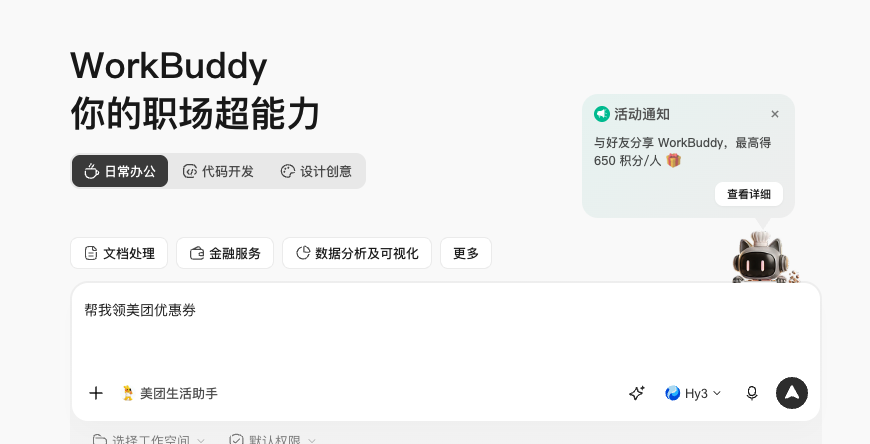 WorkBuddy
你的职场超能力
活动通知
与好友分享 WorkBuddy，最高得
650 积分/人
查看详细
日常办公
代码开发
设计创意
文档处理
金融服务
数据分析及可视化
更多
帮我领美团优惠券
美团生活助手
Hy3
选择工作空间
默认权限